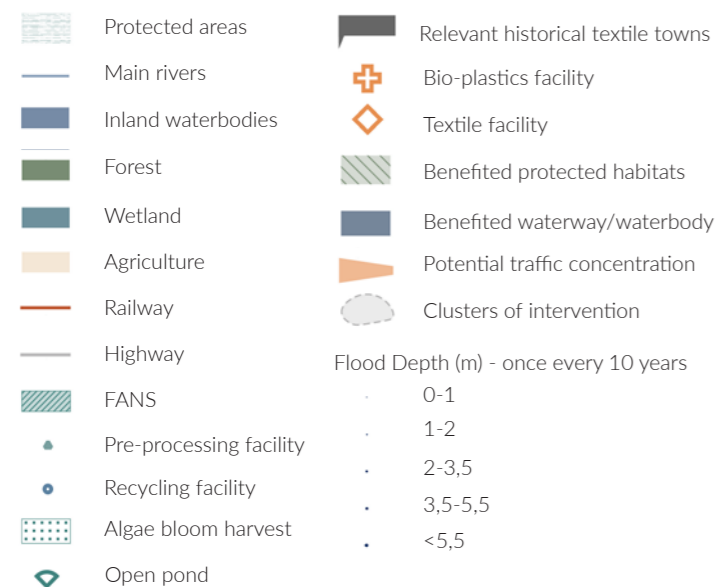 Protected areas
Main rivers
Inland waterbodies
Forest
Wetland
Agriculture
Railway
Highway
FANS
Pre-processing facility
Recycling facility
Algae bloom harvest
Open pond
Relevant historical textile towns
Bio-plastics facility
Textile facility
Benefited protected habitats
Benefited waterway/waterbody
Potential traffic concentration
Clusters of intervention
Flood Depth (m) - once every 10 years
0-1
1-2
2-3,5
3,5-5,5
<5,5